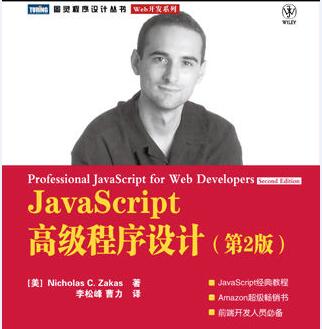 TURING 图灵程序设计丛书 Web开发系列
WILEY
Professional JavaScript for Web Developers Second Edition
JavaScript
高级程序设计（第2版）
[美] Nicholas C. Zakas 著
李松峰 曹力 译
■ JavaScript经典教程
■ Amazon超级畅销书
■ 前端开发人员必备